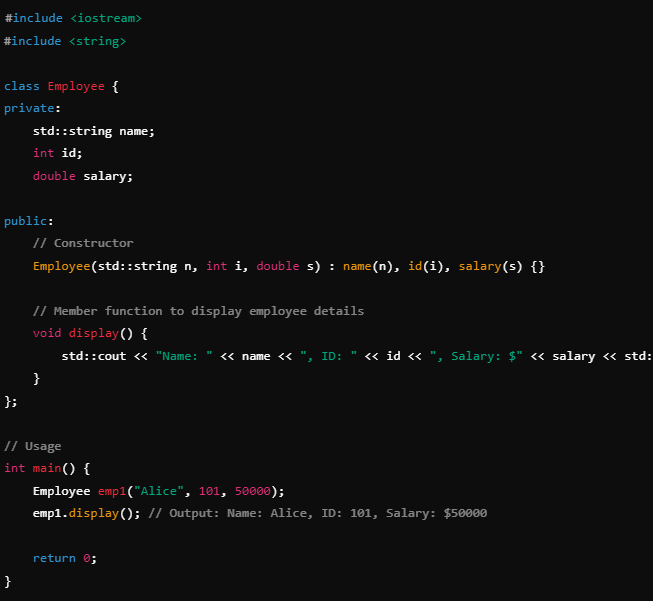 #include <iostream>
#include <string>

class Employee {
private:
    std::string name;
    int id;
    double salary;

public:
    // Constructor
    Employee(std::string n, int i, double s) : name(n), id(i), salary(s) {}

    // Member function to display employee details
    void display() {
        std::cout << "Name: " << name << ", ID: " << id << ", Salary: $" << salary << std:
    }
};

// Usage
int main() {
    Employee emp1("Alice", 101, 50000);
    emp1.display(); // Output: Name: Alice, ID: 101, Salary: $50000

    return 0;
}